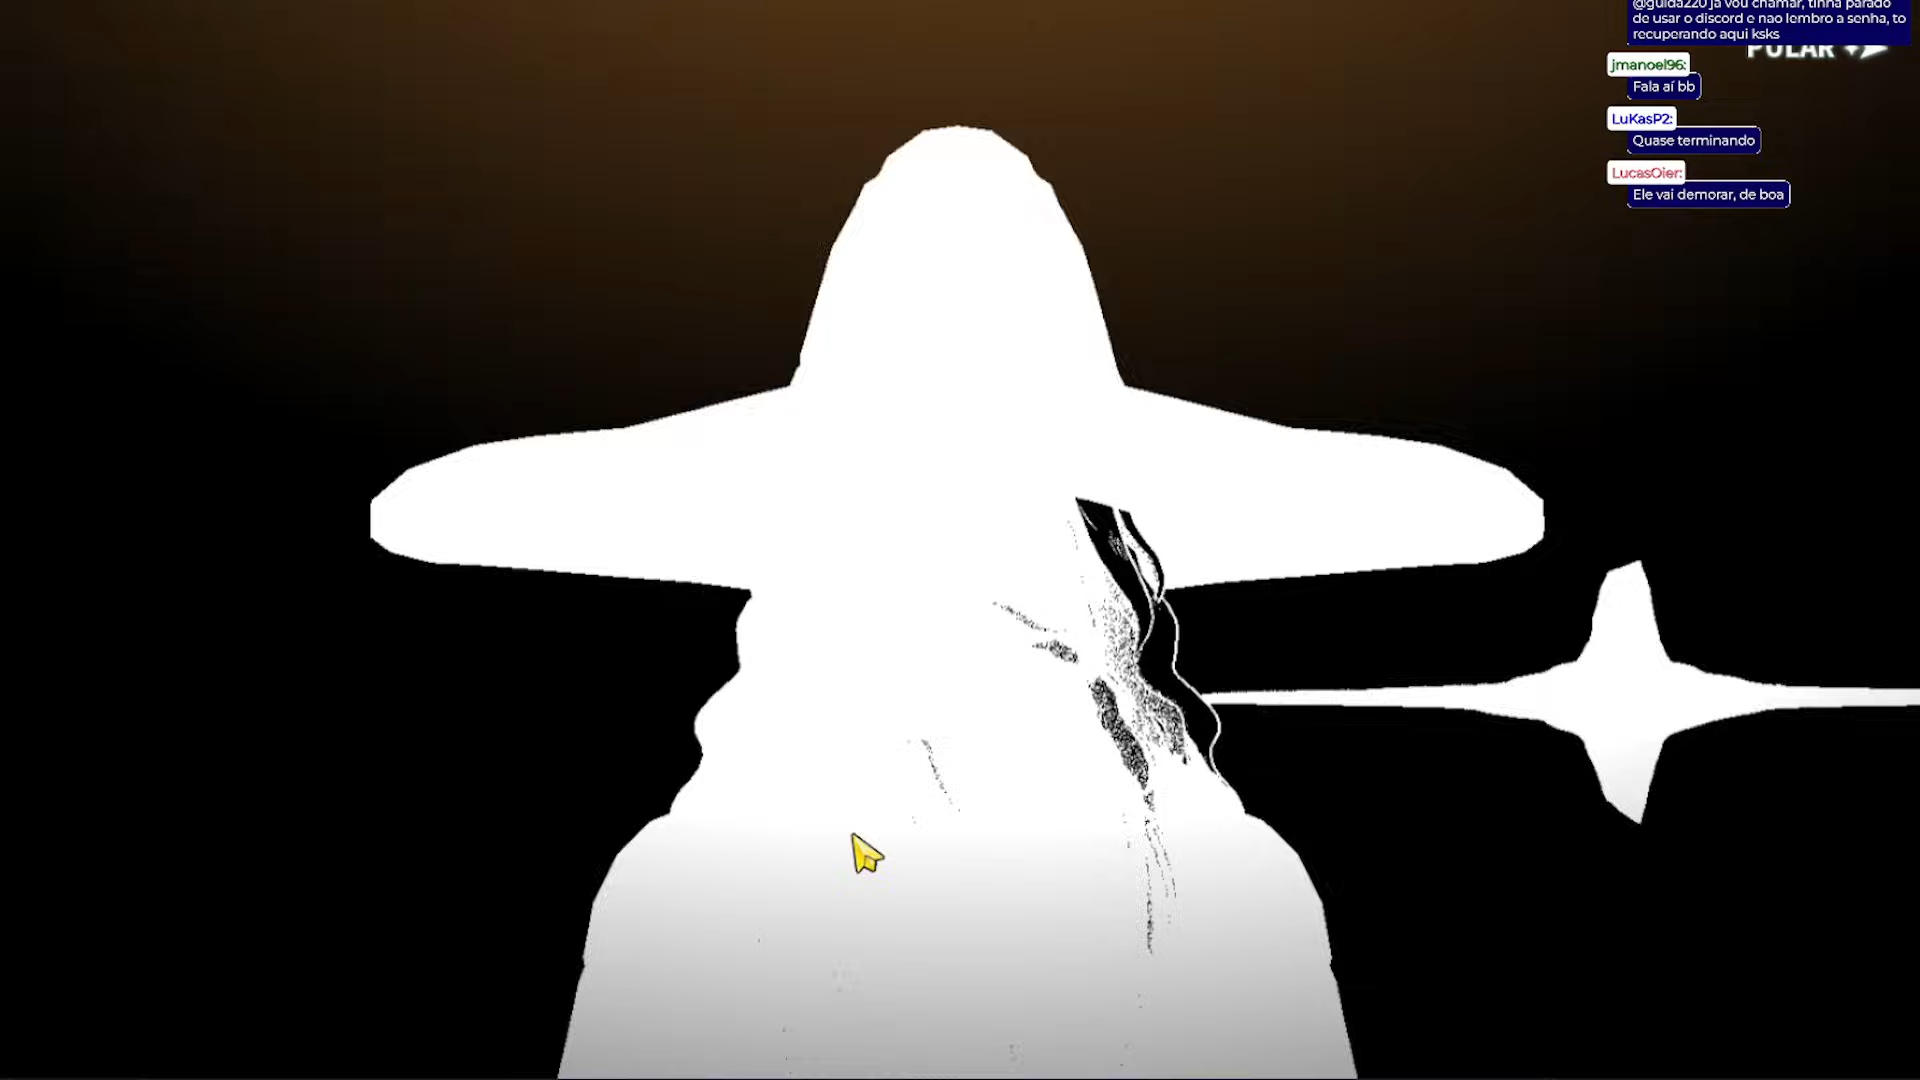 @guida220 ja vou chamar, tinha parado
de usar o discord e nao lembro a senha, to
recuperando aqui ksks
PULAR
jmanoel96:
Fala aí bb
LuKasP2:
Quase terminando
LucasOier:
Ele vai demorar, de boa